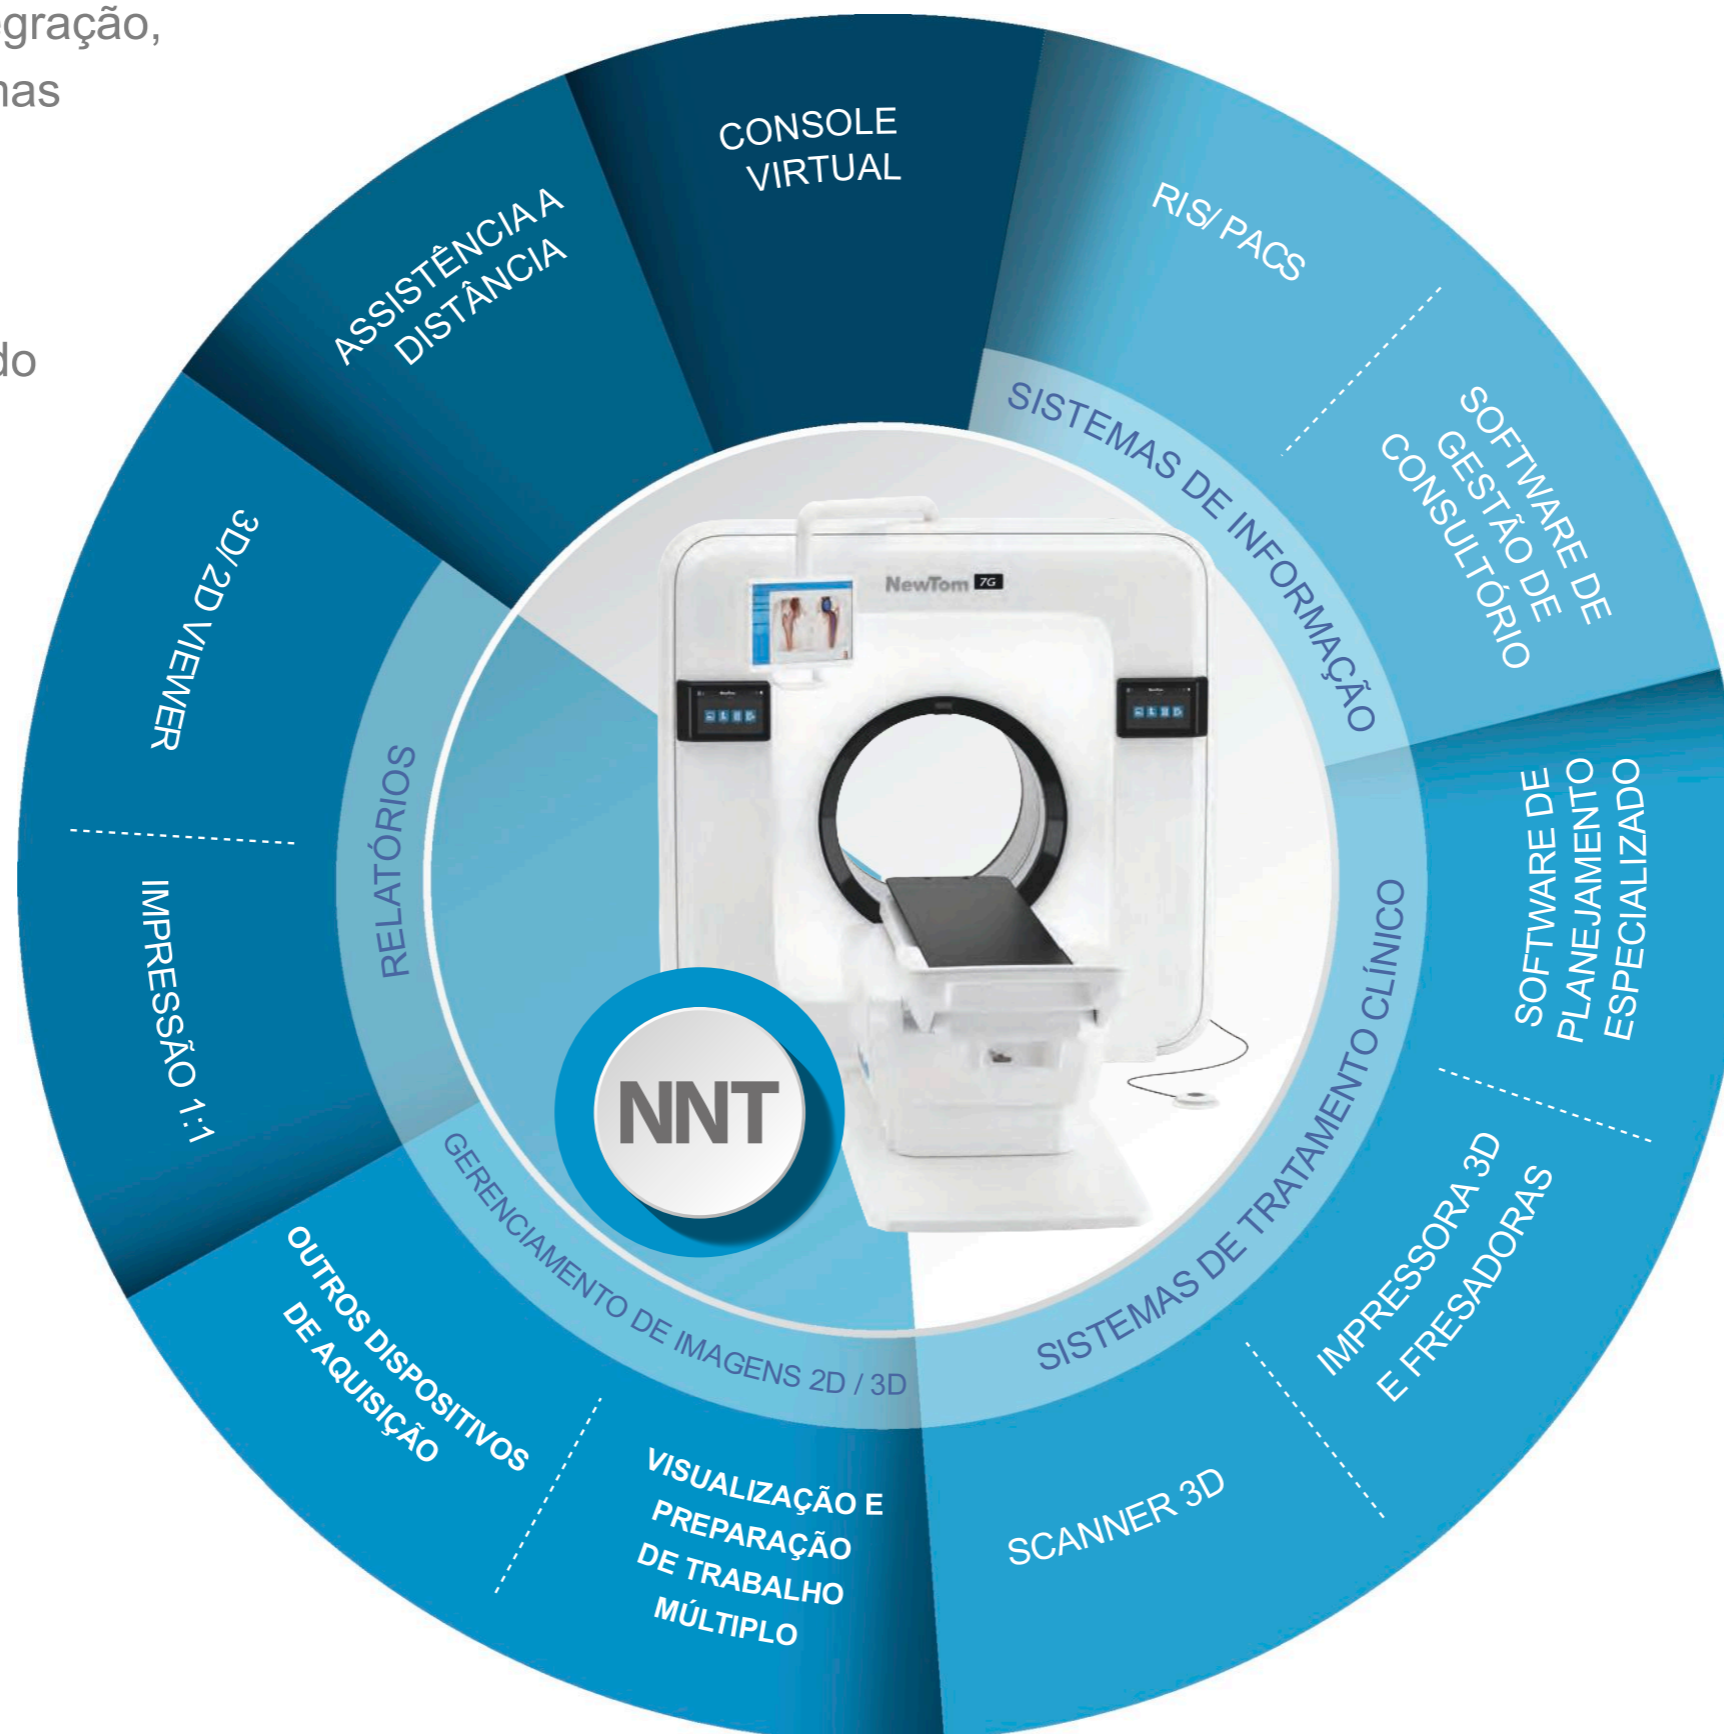 egração,
nas
do
CONSOLE
VIRTUAL
RIS/ PACS
SOFTWARE DE
GESTÃO DE
CONSULTÓRIO
SISTEMAS DE INFORMAÇÃO
SOFTWARE DE
PLANEJAMENTO
ESPECIALIZADO
IMPRESSORA 3D
E FRESADORAS
SCANNER 3D
SISTEMAS DE TRATAMENTO CLÍNICO
VISUALIZAÇÃO E
PREPARAÇÃO
DE TRABALHO
MÚLTIPLO
OUTROS DISPOSITIVOS
DE AQUISIÇÃO
GERENCIAMENTO DE IMAGENS 2D / 3D
IMPRESSÃO 1:1
3D/ 2D VIEWER
RELATÓRIOS
ASSISTÊNCIA A
DISTÂNCIA
NewTom 7G
NNT